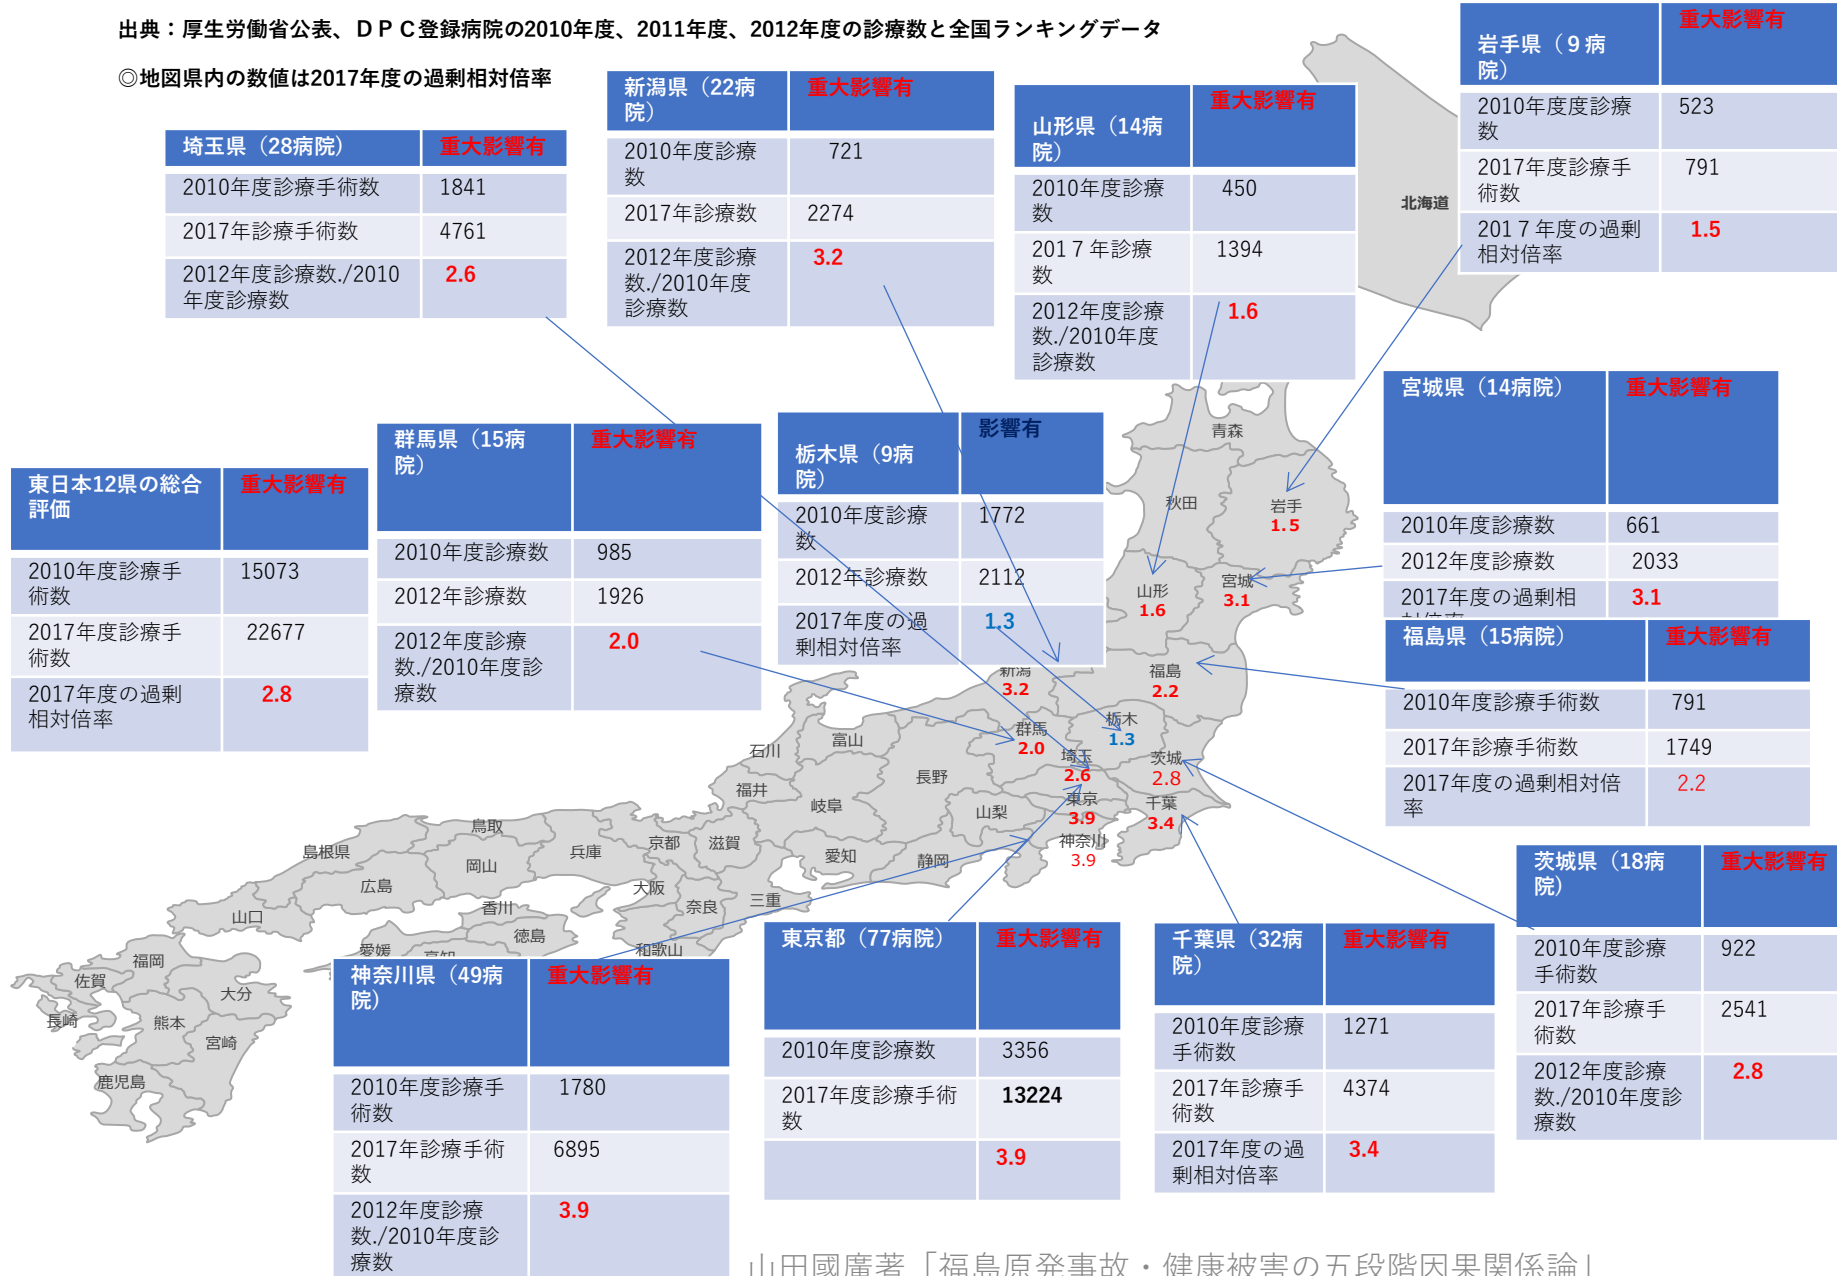 出典：厚生労働省公表、ＤＰＣ登録病院の2010年度、2011年度、2012年度の診療数と全国ランキングデータ
◎地図県内の数値は2017年度の過剰相対倍率
岩手県（９病
院）
重大影響有
2010年度度診療
数
523
2017年度診療手
術数
791
201７年度の過剰
相対倍率
1.5
新潟県（22病
院）
重大影響有
2010年度診療
数
721
2017年診療数
2274
2012年度診療
数./2010年度
診療数
3.2
山形県（14病
院）
重大影響有
2010年度診療
数
450
201７年診療
数
1394
2012年度診療
数./2010年度
診療数
1.6
埼玉県（28病院）
重大影響有
2010年度診療手術数
1841
2017年診療手術数
4761
2012年度診療数./2010
年度診療数
2.6
北海道
宮城県（14病院）
重大影響有
2010年度診療数
661
2012年度診療数
2033
2017年度の過剰相
3.1
群馬県（15病
院）
重大影響有
2010年度診療数
985
2012年診療数
1926
2012年度診療
数./2010年度診
療数
2.0
栃木県（9病
院）
影響有
2010年度診療
数
1772
2012年診療数
2112
2017年度の過
剰相対倍率
1.3
東日本12県の総合
評価
重大影響有
2010年度診療手
術数
15073
2017年度診療手
術数
22677
2017年度の過剰
相対倍率
2.8
福島県（15病院）
重大影響有
2010年度診療手術数
791
2017年診療手術数
1749
2017年度の過剰相対倍
率
2.2
青森
秋田
岩手
1.5
山形
1.6
宮城
3.1
新潟
3.2
福島
2.2
群馬
2.0
栃木
1.3
埼玉
2.6
茨城
2.8
東京
3.9
千葉
3.4
神奈川
3.9
石川
富山
長野
福井
岐阜
山梨
鳥取
島根県
岡山
兵庫
京都
滋賀
愛知
静岡
広島
大阪
奈良
三重
山口
香川
徳島
愛媛
高知
和歌山
福岡
佐賀
大分
長崎
熊本
宮崎
鹿児島
茨城県（18病
院）
重大影響有
2010年度診療
手術数
922
2017年診療手
術数
2541
2012年度診療
数./2010年度診
療数
2.8
神奈川県（49病
院）
重大影響有
2010年度診療手
術数
1780
2017年診療手術
数
6895
2012年度診療
数./2010年度診
療数
3.9
東京都（77病院）
重大影響有
2010年度診療数
3356
2017年度診療手術
数
13224
3.9
千葉県（32病
院）
重大影響有
2010年度診療
手術数
1271
2017年診療手
術数
4374
2017年度の過
剰相対倍率
3.4
山田國廣著「福島原発事故・健康被害の五段階因果関係論」